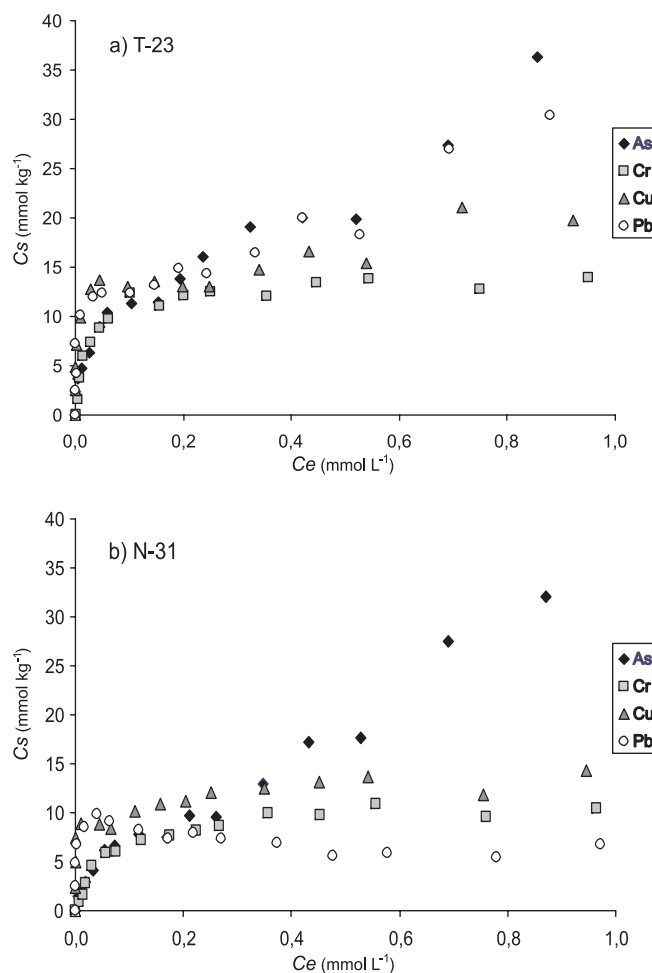 40
a) T-23
35
30
25
20
15
10
5
0
Cs (mmol kg⁻¹)
As
Cr
Cu
Pb
0,0 0,2 0,4 0,6 0,8 1,0
Ce (mmol L⁻¹)
40
b) N-31
35
30
25
20
15
10
5
0
Cs (mmol kg⁻¹)
As
Cr
Cu
Pb
0,0 0,2 0,4 0,6 0,8 1,0
Ce (mmol L⁻¹)